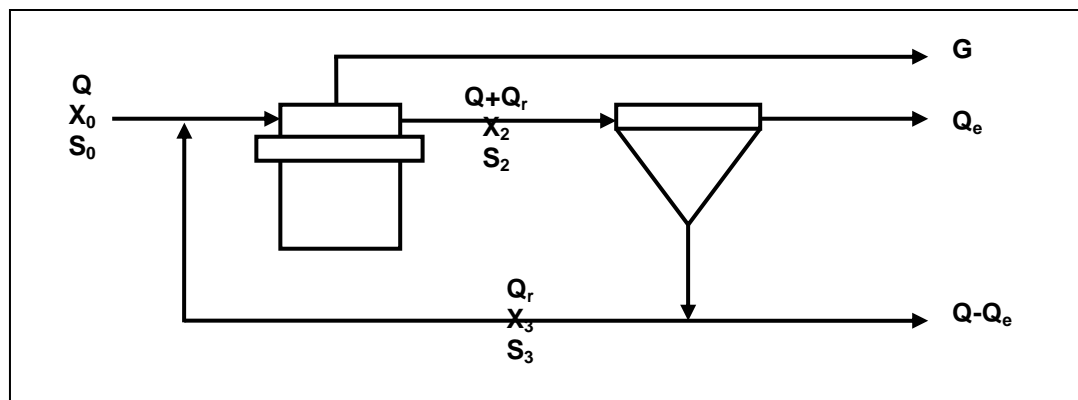 G
Q
X₀
S₀
Q+Qᵣ
X₂
S₂
Qₑ
Qᵣ
X₃
S₃
Q-Qₑ